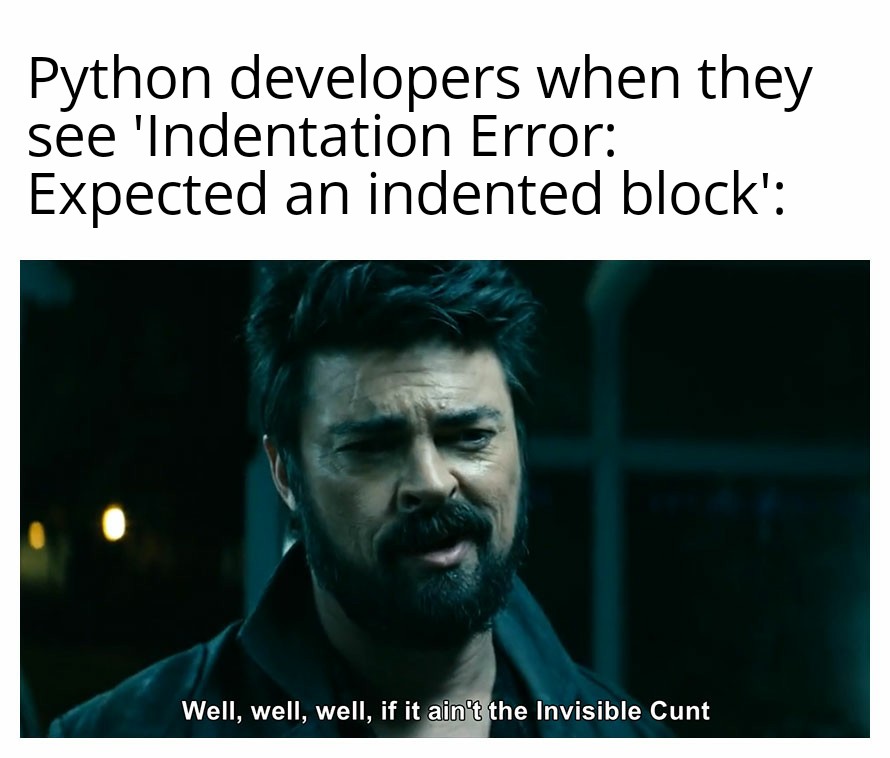 Python developers when they
see 'Indentation Error:
Expected an indented block':
Well, well, well, if it ain't the Invisible Cunt